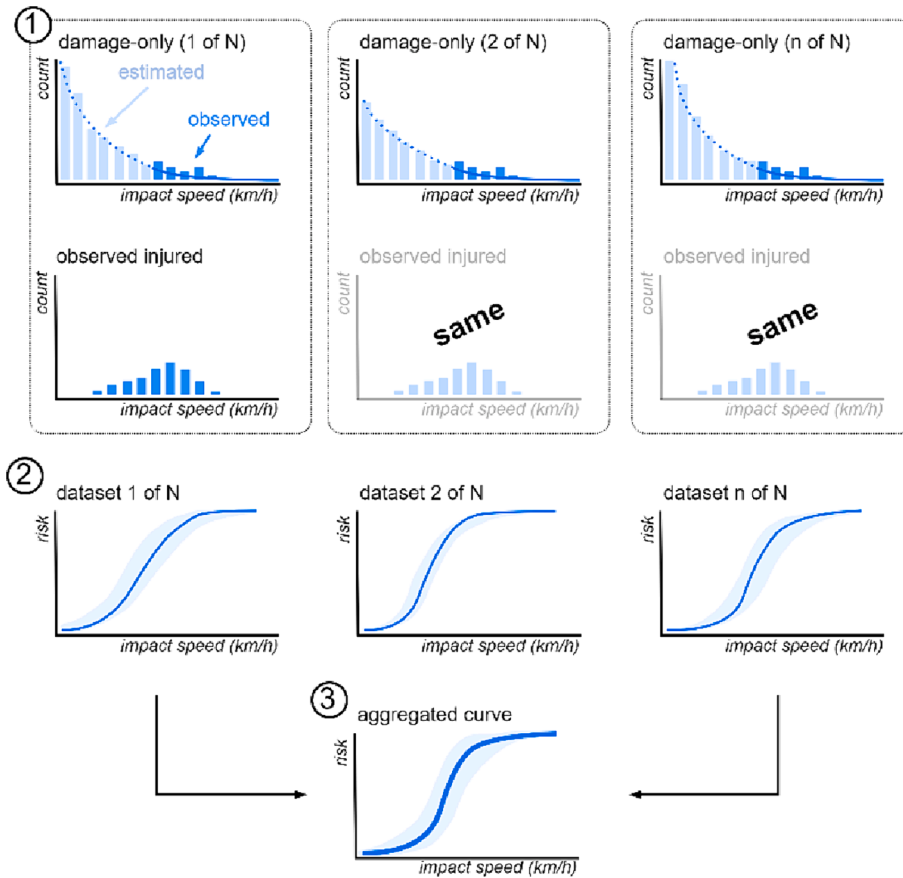 1
damage-only (1 of N)
count
estimated
observed
impact speed (km/h)
damage-only (2 of N)
count
impact speed (km/h)
damage-only (n of N)
count
impact speed (km/h)
observed injured
count
impact speed (km/h)
observed injured
count
same
impact speed (km/h)
observed injured
count
same
impact speed (km/h)
2
dataset 1 of N
risk
impact speed (km/h)
dataset 2 of N
risk
impact speed (km/h)
dataset n of N
risk
impact speed (km/h)
3
aggregated curve
risk
impact speed (km/h)